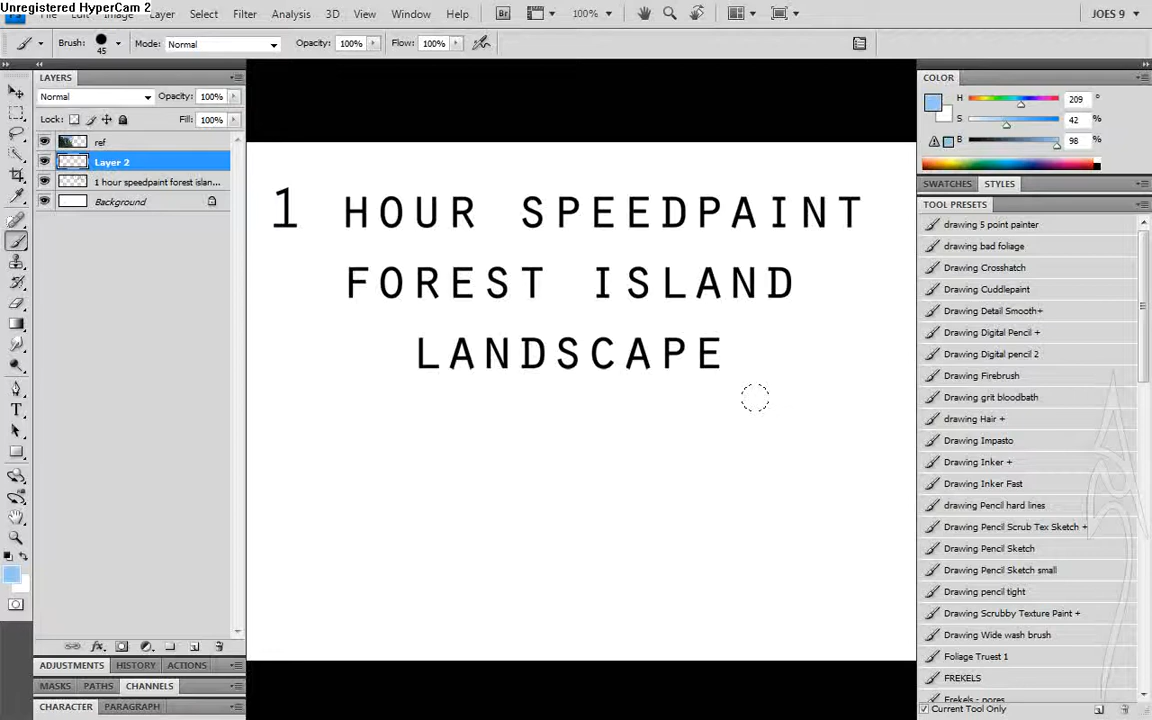 Unregistered HyperCam 2
Layer Select Filter Analysis 3D View Window Help Br 100% JOES 9
Brush: 45 Mode: Normal Opacity: 100% Flow: 100%
LAYERS
Normal Opacity: 100%
Lock: Fill: 100%
ref
Layer 2
1 hour speedpaint forest islan...
Background
ADJUSTMENTS HISTORY ACTIONS
MASKS PATHS CHANNELS
CHARACTER PARAGRAPH
1 HOUR SPEEDPAINT
FOREST ISLAND
LANDSCAPE
COLOR
H 209 °
S 42 %
B 98 %
SWATCHES STYLES
TOOL PRESETS
drawing 5 point painter
drawing bad foliage
Drawing Crosshatch
Drawing Cuddlepaint
Drawing Detail Smooth+
Drawing Digital Pencil +
Drawing Digital pencil 2
Drawing Firebrush
Drawing grit bloodbath
drawing Hair +
Drawing Impasto
Drawing Inker +
Drawing Inker Fast
drawing Pencil hard lines
Drawing Pencil Scrub Tex Sketch +
Drawing Pencil Sketch
Drawing Pencil Sketch small
Drawing pencil tight
Drawing Scrubby Texture Paint +
Drawing Wide wash brush
Foliage Truest 1
FREKELS
Frekels - pores
Current Tool Only